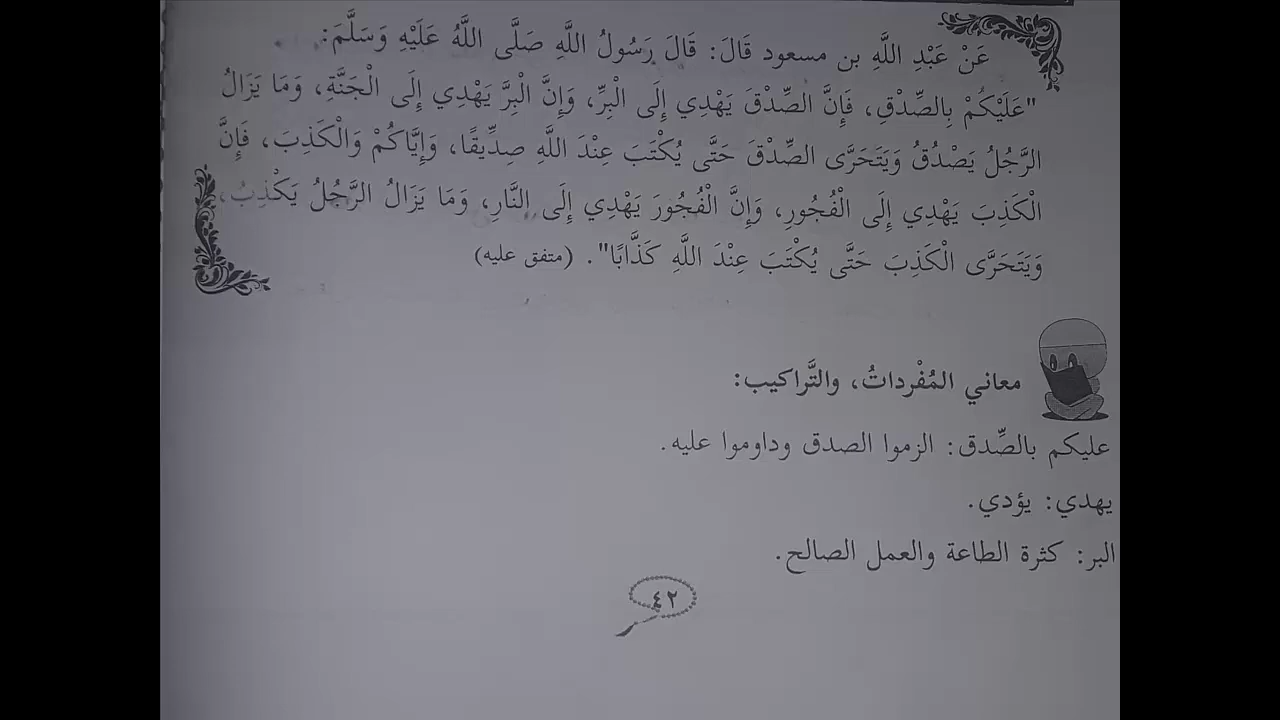 عَنْ عَبْدِ اللَّهِ بن مسعود قَالَ: قَالَ رَسُولُ اللَّهِ صَلَّى اللَّهُ عَلَيْهِ وَسَلَّمَ:
"عَلَيْكُمْ بِالصِّدْقِ، فَإِنَّ الصِّدْقَ يَهْدِي إِلَى الْبِرِّ، وَإِنَّ الْبِرَّ يَهْدِي إِلَى الْجَنَّةِ، وَمَا يَزَالُ
الرَّجُلُ يَصْدُقُ وَيَتَحَرَّى الصِّدْقَ حَتَّى يُكْتَبَ عِنْدَ اللَّهِ صِدِّيقًا، وَإِيَّاكُمْ وَالْكَذِبَ، فَإِنَّ
الْكَذِبَ يَهْدِي إِلَى الْفُجُورِ، وَإِنَّ الْفُجُورَ يَهْدِي إِلَى النَّارِ، وَمَا يَزَالُ الرَّجُلُ يَكْذِبُ،
وَيَتَحَرَّى الْكَذِبَ حَتَّى يُكْتَبَ عِنْدَ اللَّهِ كَذَّابًا". (متفق عليه)
معاني المُفْرداتُ، والتَّراكيب:
عليكم بالصِّدق: الزموا الصدق وداوموا عليه.
يهدي: يؤدي.
البر: كثرة الطاعة والعمل الصالح.
٤٢